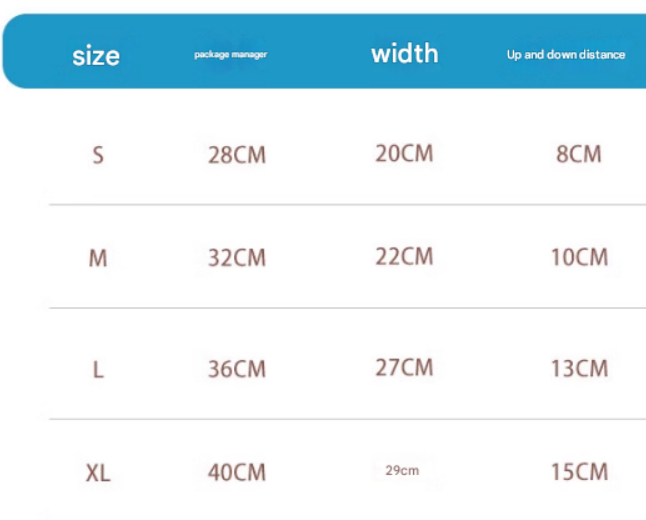 size package manager width Up and down distance
S 28CM 20CM 8CM
M 32CM 22CM 10CM
L 36CM 27CM 13CM
XL 40CM 29cm 15CM